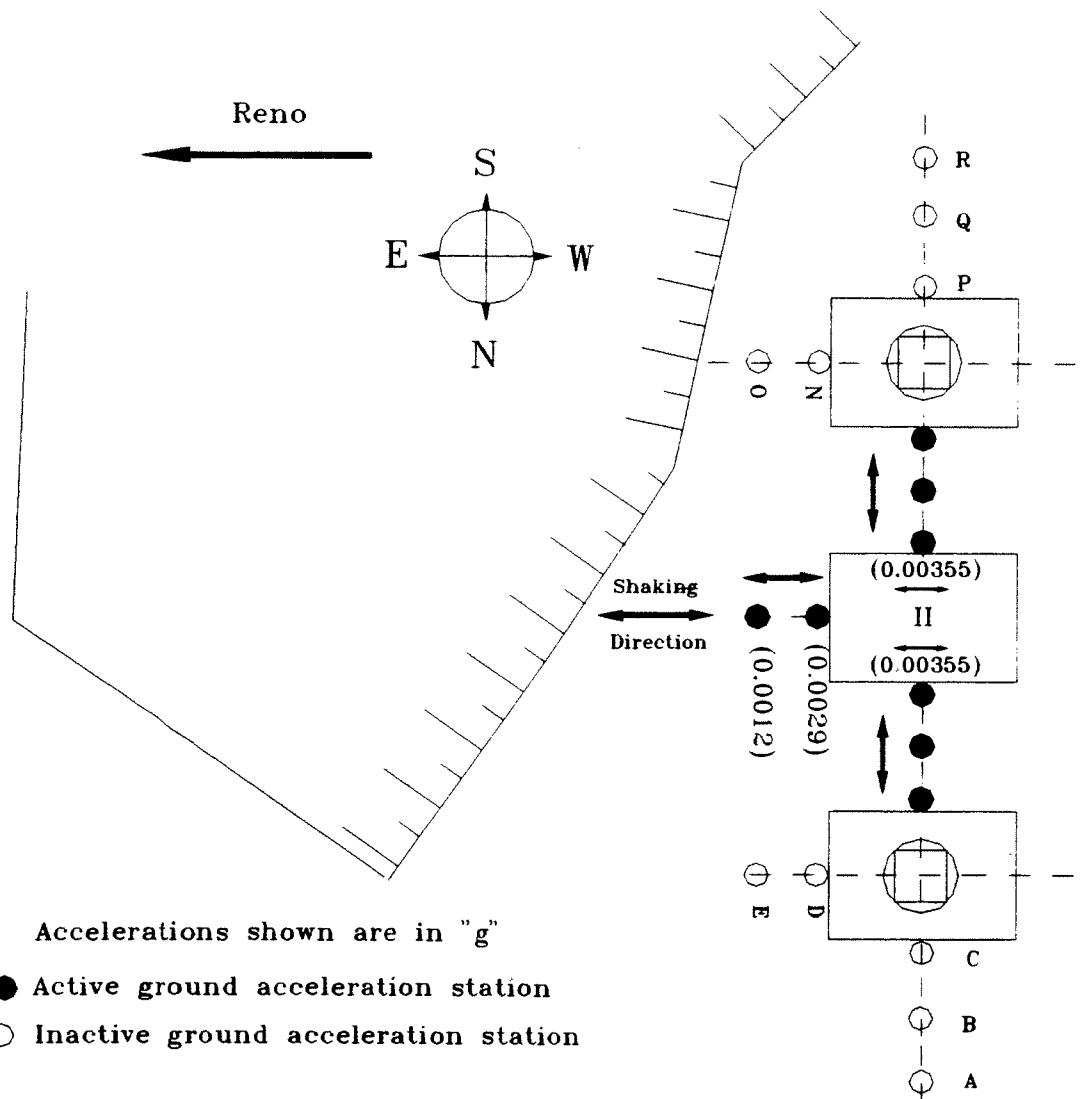 Reno
S
E W
N
R
Q
P
O N
(0.00355)
Shaking
II
Direction
(0.00355)
(0.0012) (0.0029)
E D
C
B
A
Accelerations shown are in "g"
Active ground acceleration station
Inactive ground acceleration station